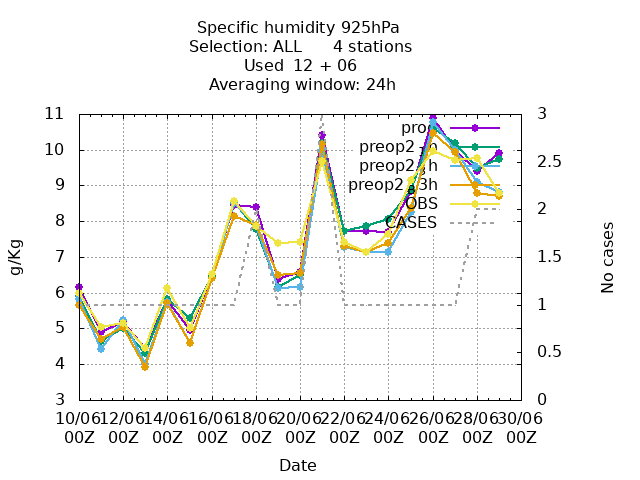 Specific humidity 925hPa
Selection: ALL 4 stations
Used 12 + 06
Averaging window: 24h
g/Kg
11
10
9
8
7
6
5
4
3
3
2.5
2
1.5
1
0.5
0
No cases
preop2
preop2
OBS
CASES
10/06 12/06 14/06 16/06 18/06 20/06 22/06 24/06 26/06 28/06 30/06
00Z 00Z 00Z 00Z 00Z 00Z 00Z 00Z 00Z 00Z 00Z
Date